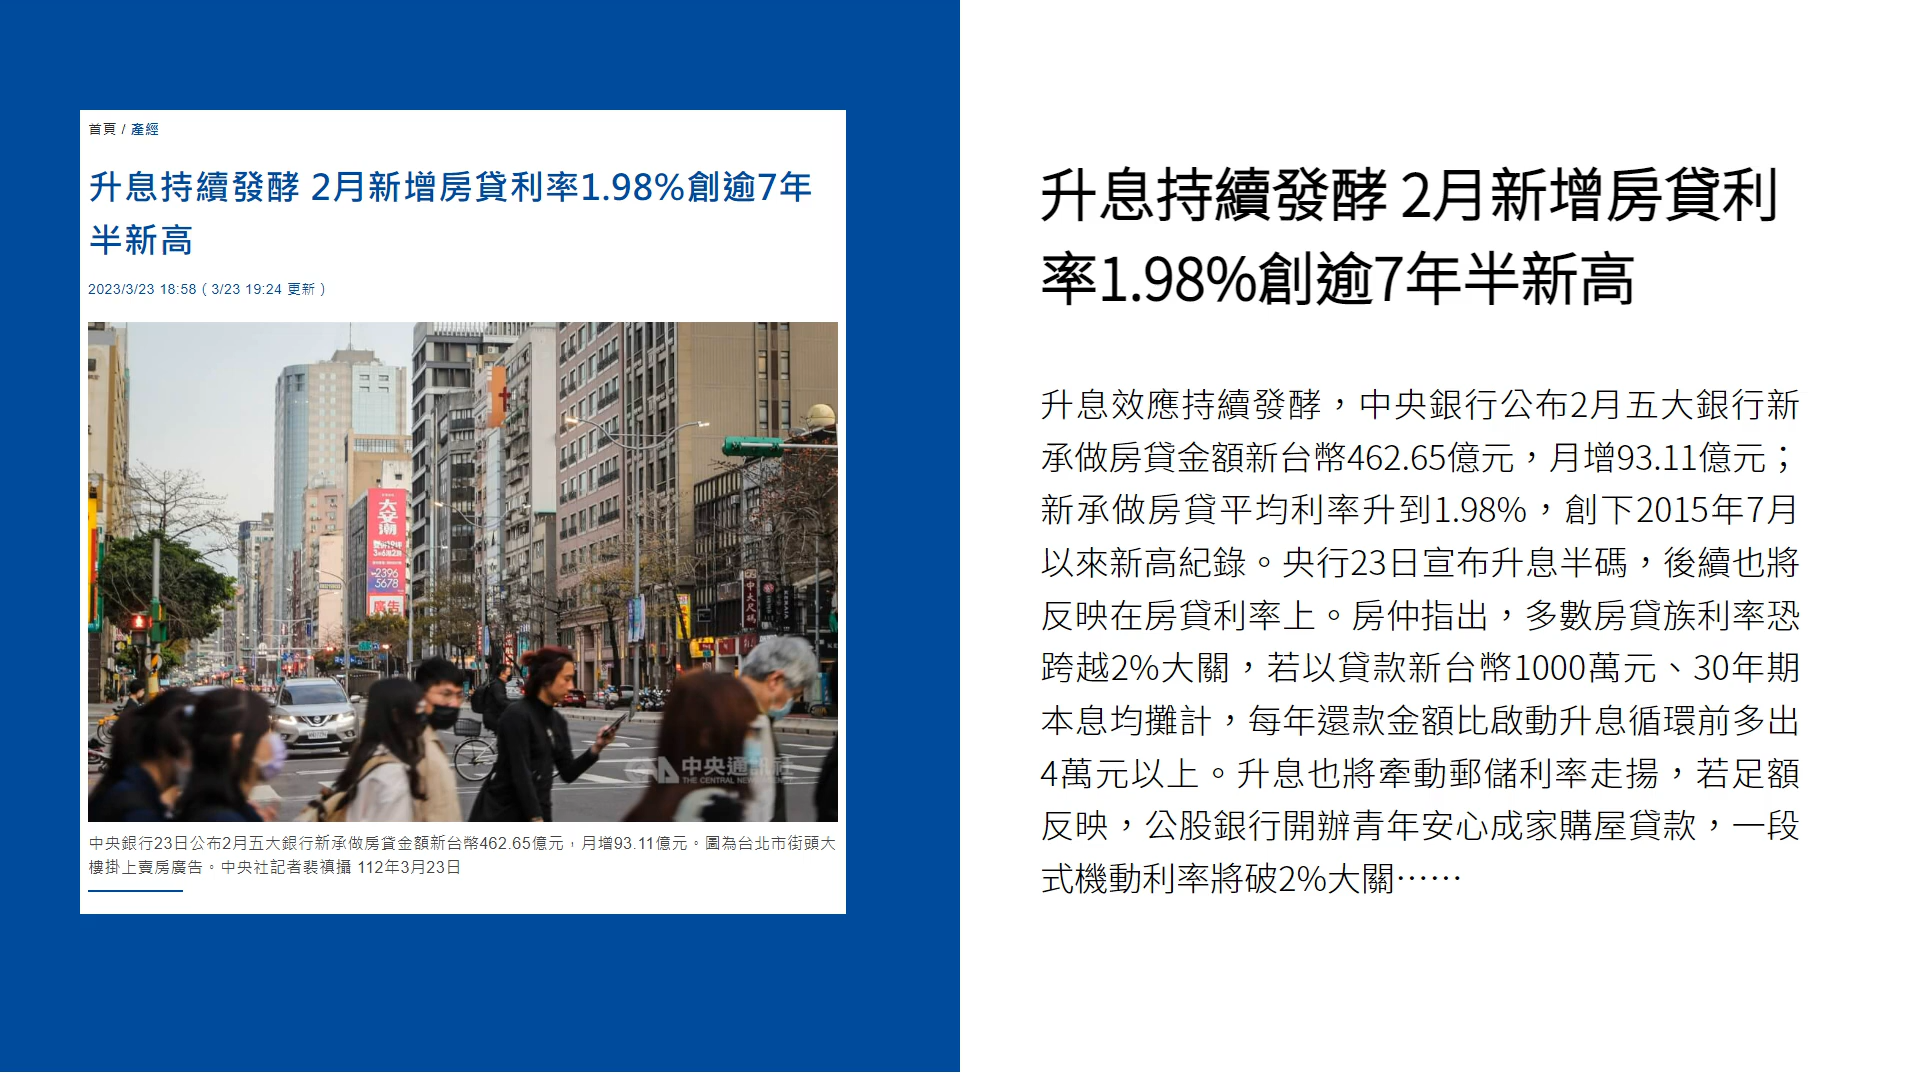 首頁 / 產經
升息持續發酵 2月新增房貸利率1.98%創逾7年
半新高
2023/3/23 18:58（3/23 19:24 更新）
大安潮
3+6米2房
2396
5678
廣告
中央通訊社
THE CENTRAL NEWS AGENCY
中央銀行23日公布2月五大銀行新承做房貸金額新台幣462.65億元，月增93.11億元。圖為台北市街頭大
樓掛上賣房廣告。中央社記者裴禛攝 112年3月23日
升息持續發酵 2月新增房貸利
率1.98%創逾7年半新高
升息效應持續發酵，中央銀行公布2月五大銀行新
承做房貸金額新台幣462.65億元，月增93.11億元；
新承做房貸平均利率升到1.98%，創下2015年7月
以來新高紀錄。央行23日宣布升息半碼，後續也將
反映在房貸利率上。房仲指出，多數房貸族利率恐
跨越2%大關，若以貸款新台幣1000萬元、30年期
本息均攤計，每年還款金額比啟動升息循環前多出
4萬元以上。升息也將牽動郵儲利率走揚，若足額
反映，公股銀行開辦青年安心成家購屋貸款，一段
式機動利率將破2%大關⋯⋯